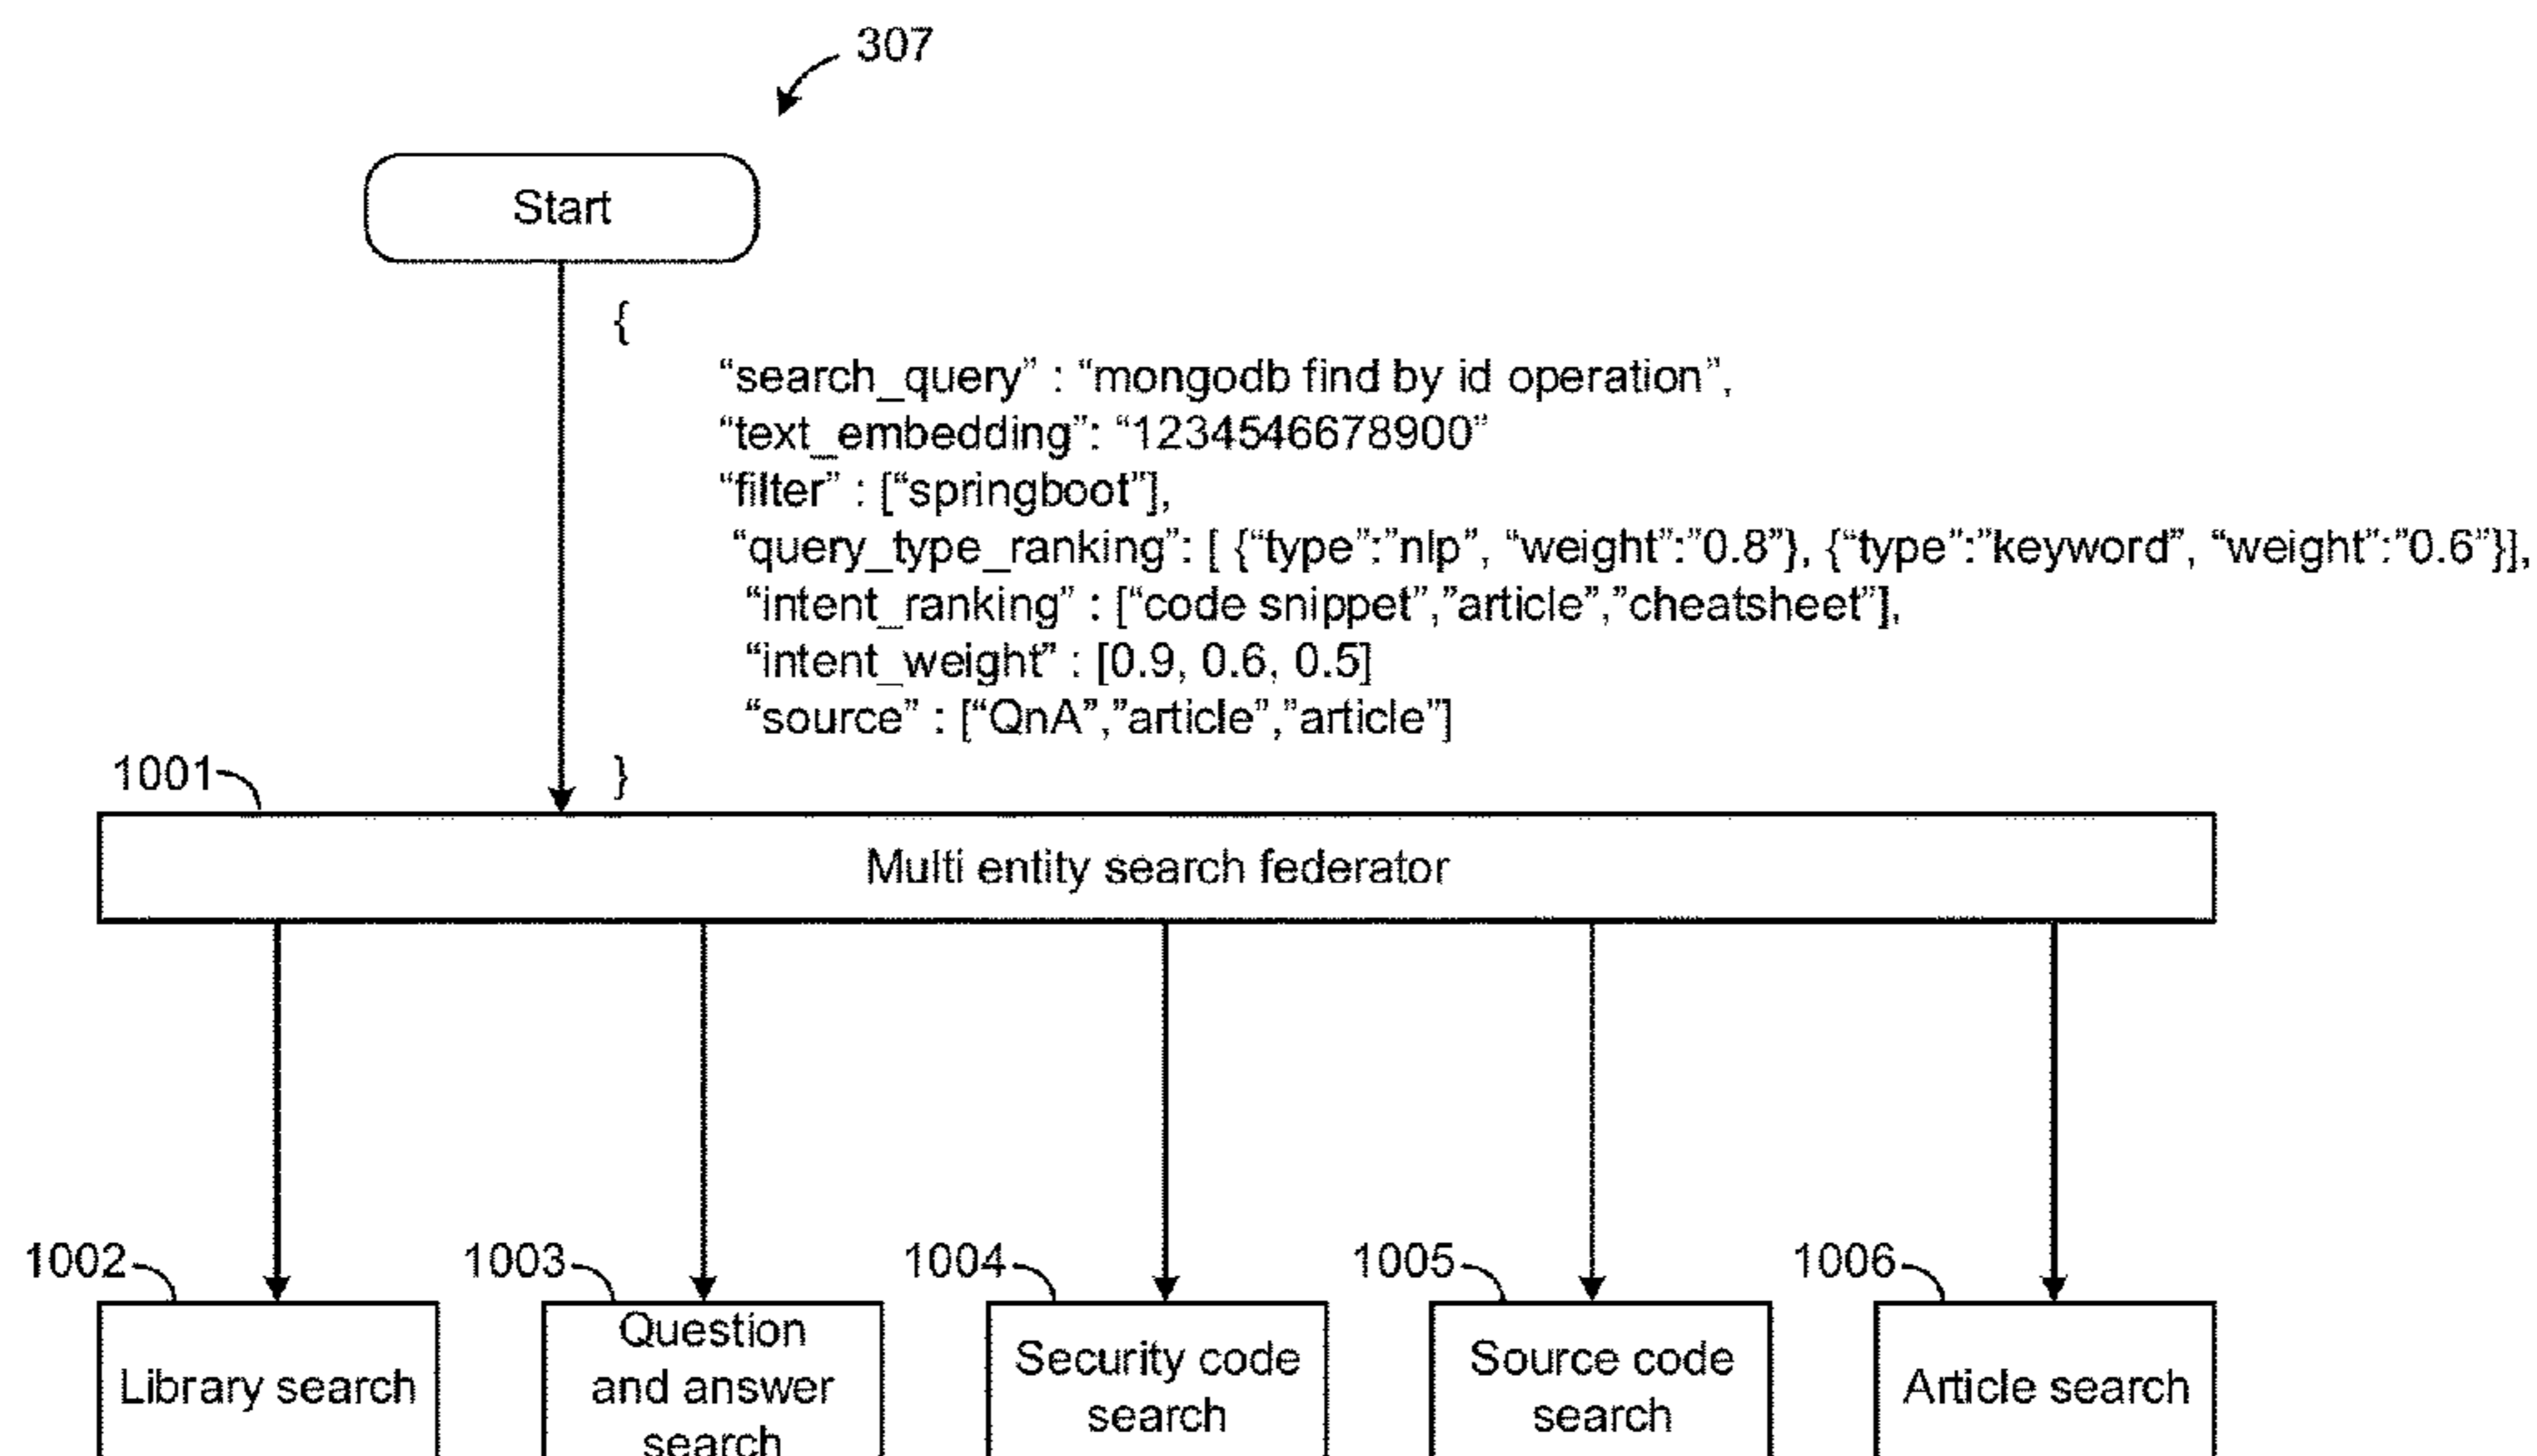 307
Start
{
“search_query” : “mongodb find by id operation”,
“text_embedding”: “1234546678900”
“filter” : [“springboot”],
“query_type_ranking”: [ {“type”:”nlp”, “weight”:”0.8”}, {“type”:”keyword”, “weight”:”0.6”}],
“intent_ranking” : [“code snippet”,”article”,”cheatsheet”],
“intent_weight” : [0.9, 0.6, 0.5]
“source” : [“QnA”,”article”,”article”]
}
1001
Multi entity search federator
1002
Library search
1003
Question
and answer
search
1004
Security code
search
1005
Source code
search
1006
Article search